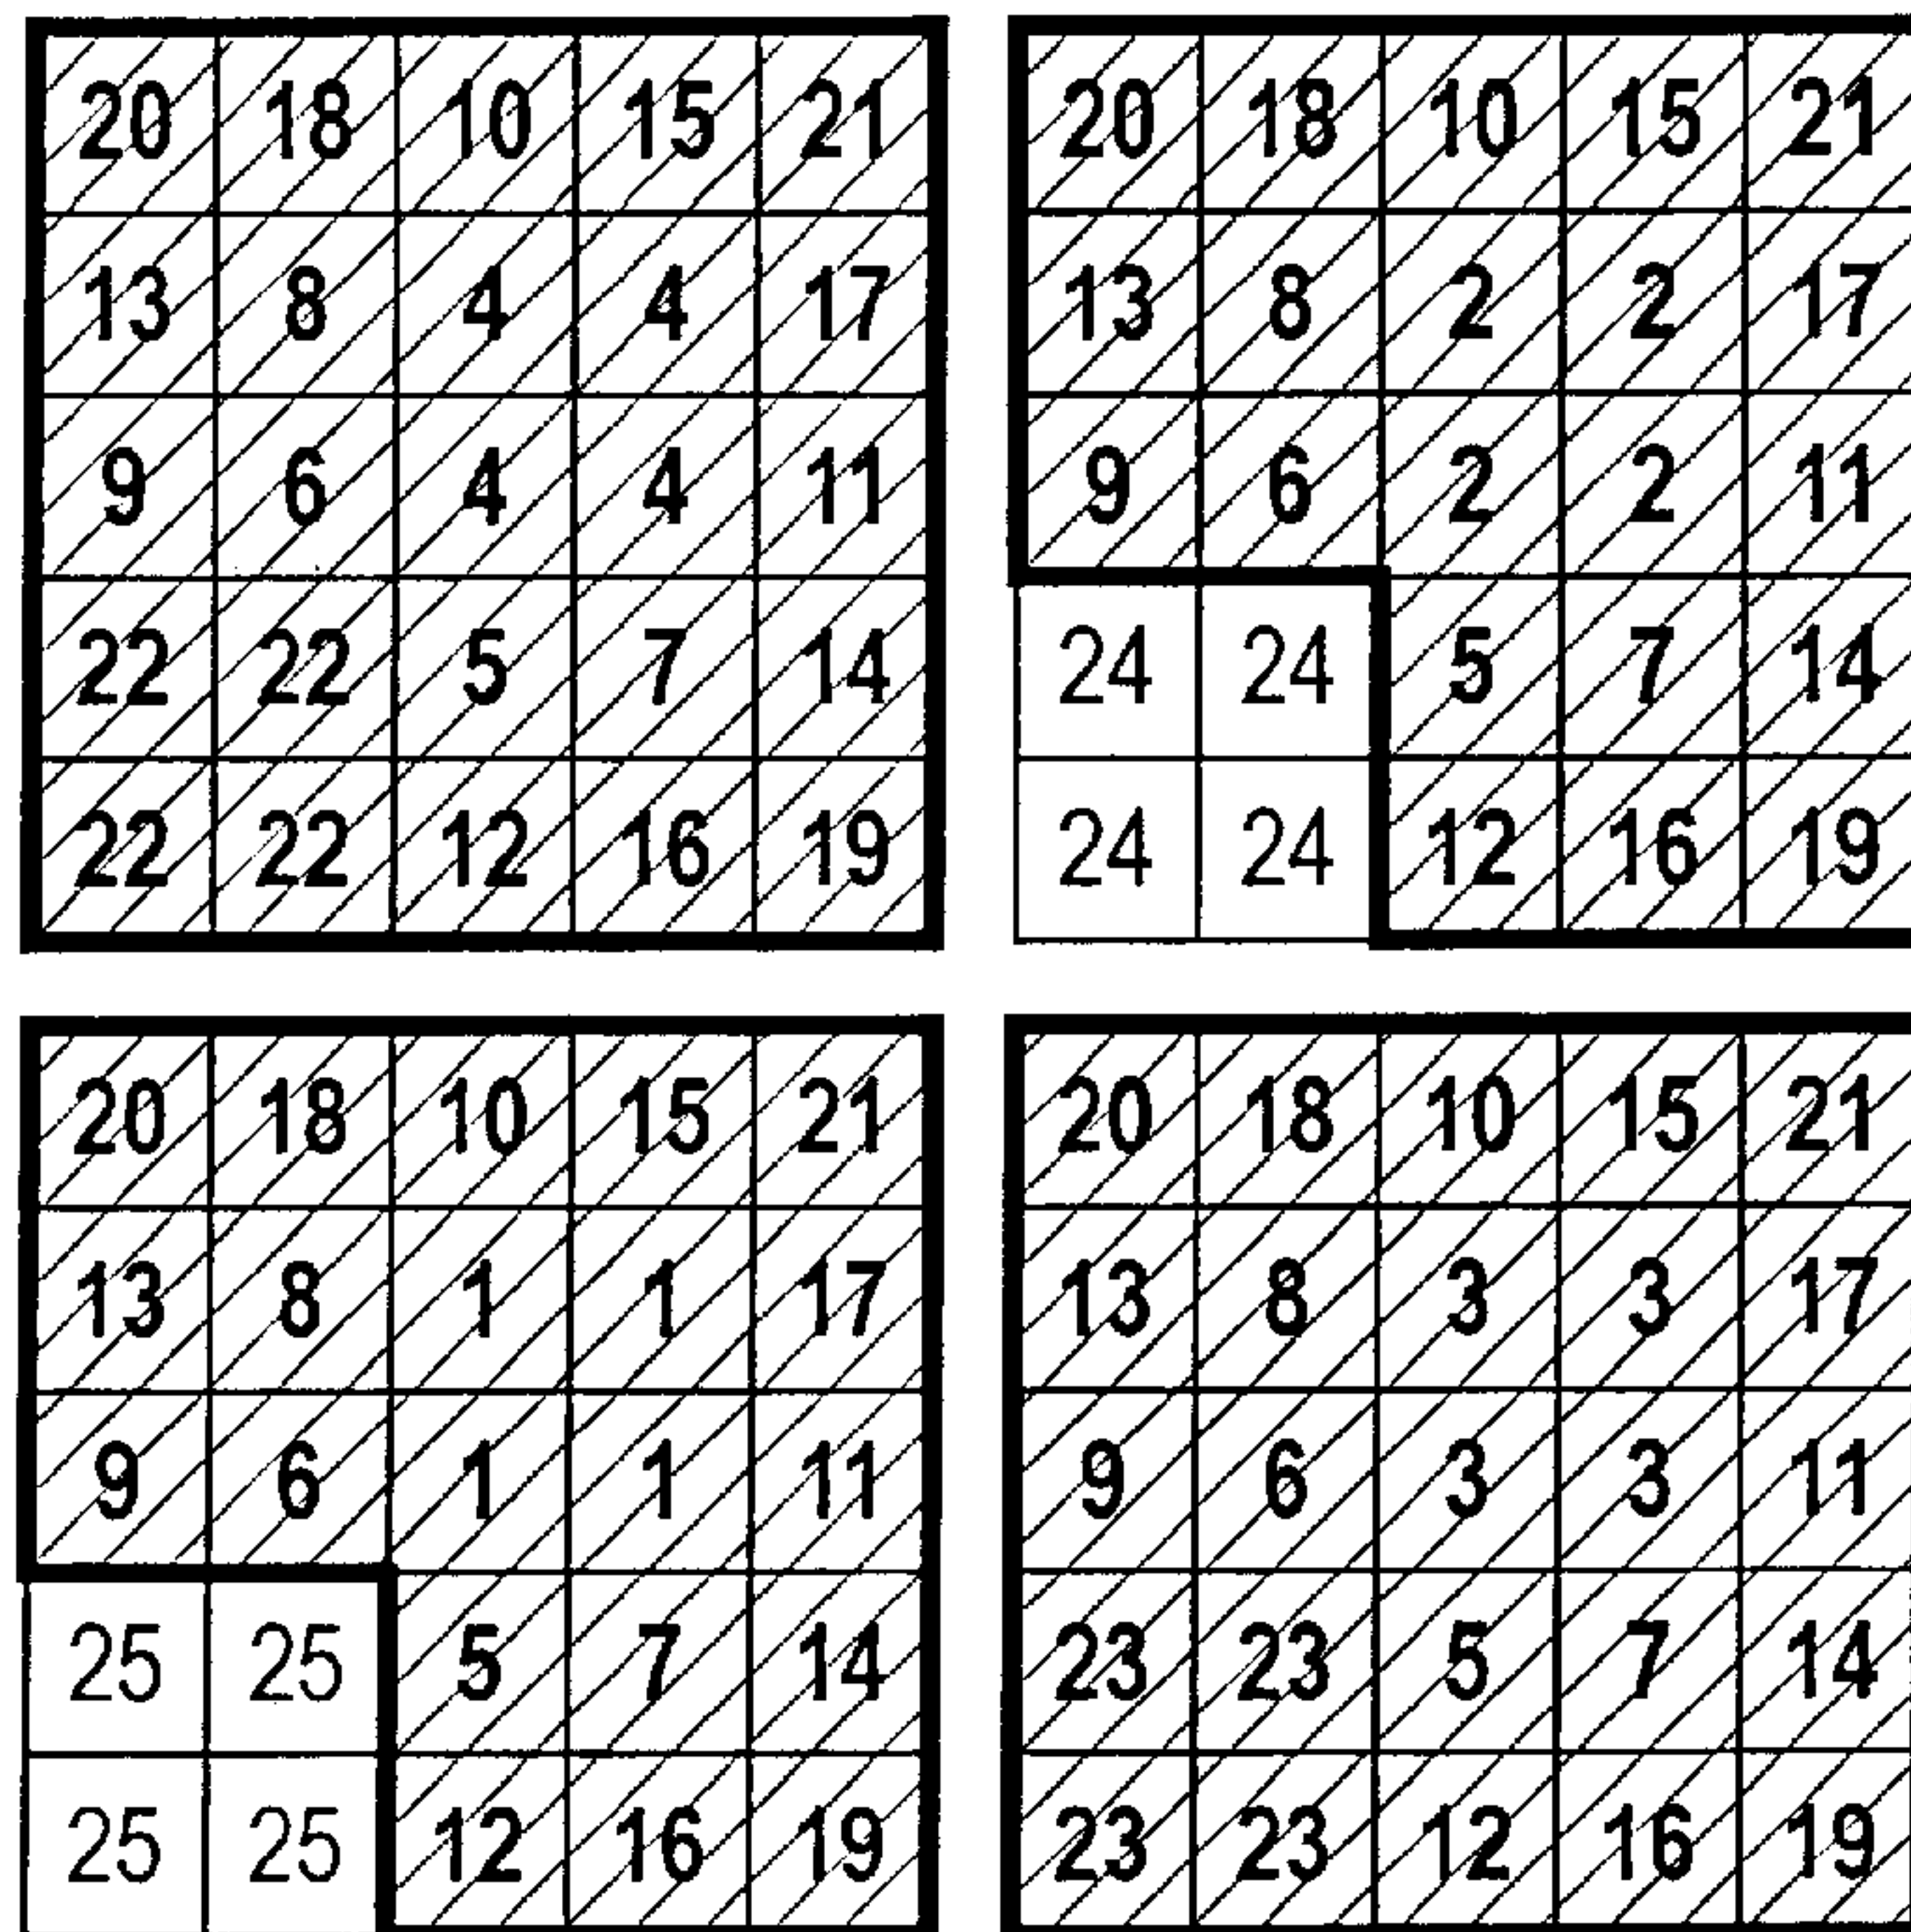 20 18 10 15 21 20 18 10 15 21
13 8 4 4 17 13 8 2 2 17
9 6 4 4 11 9 6 2 2 11
22 22 5 7 14 24 24 5 7 14
22 22 12 16 19 24 24 12 16 19
20 18 10 15 21 20 18 10 15 21
13 8 1 1 17 13 8 3 3 17
9 6 1 1 11 9 6 3 3 11
25 25 5 7 14 23 23 5 7 14
25 25 12 16 19 23 23 12 16 19